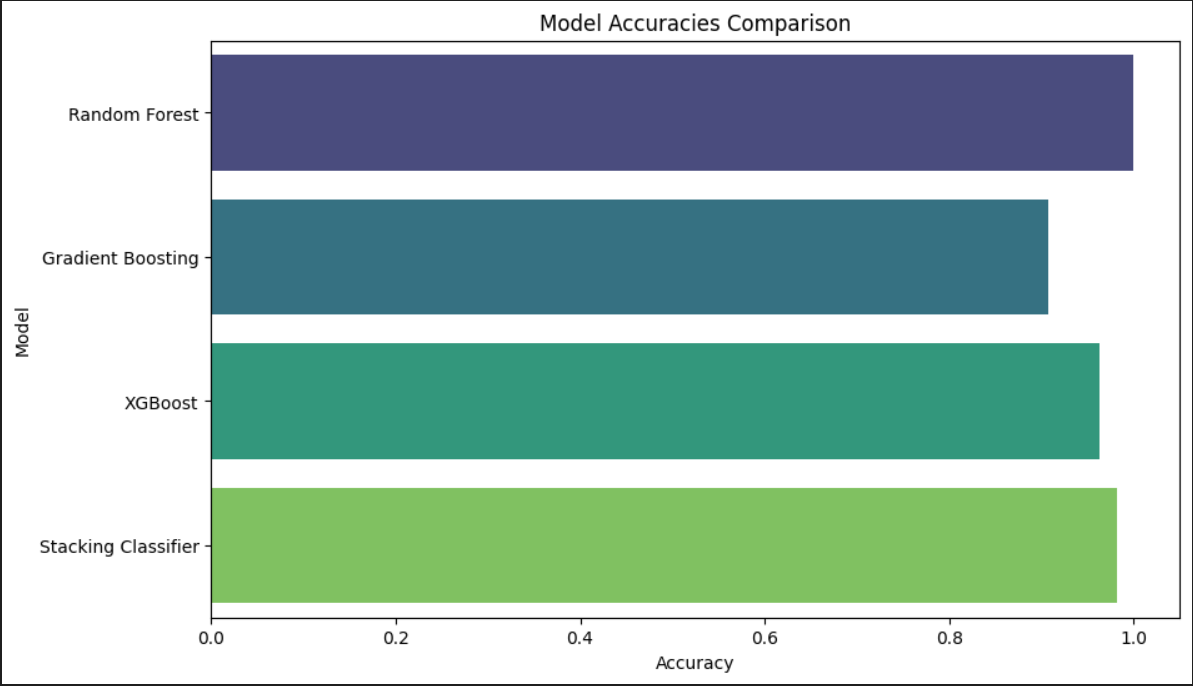 Model Accuracies Comparison
Random Forest
Gradient Boosting
XGBoost
Stacking Classifier
Model
0.0 0.2 0.4 0.6 0.8 1.0
Accuracy